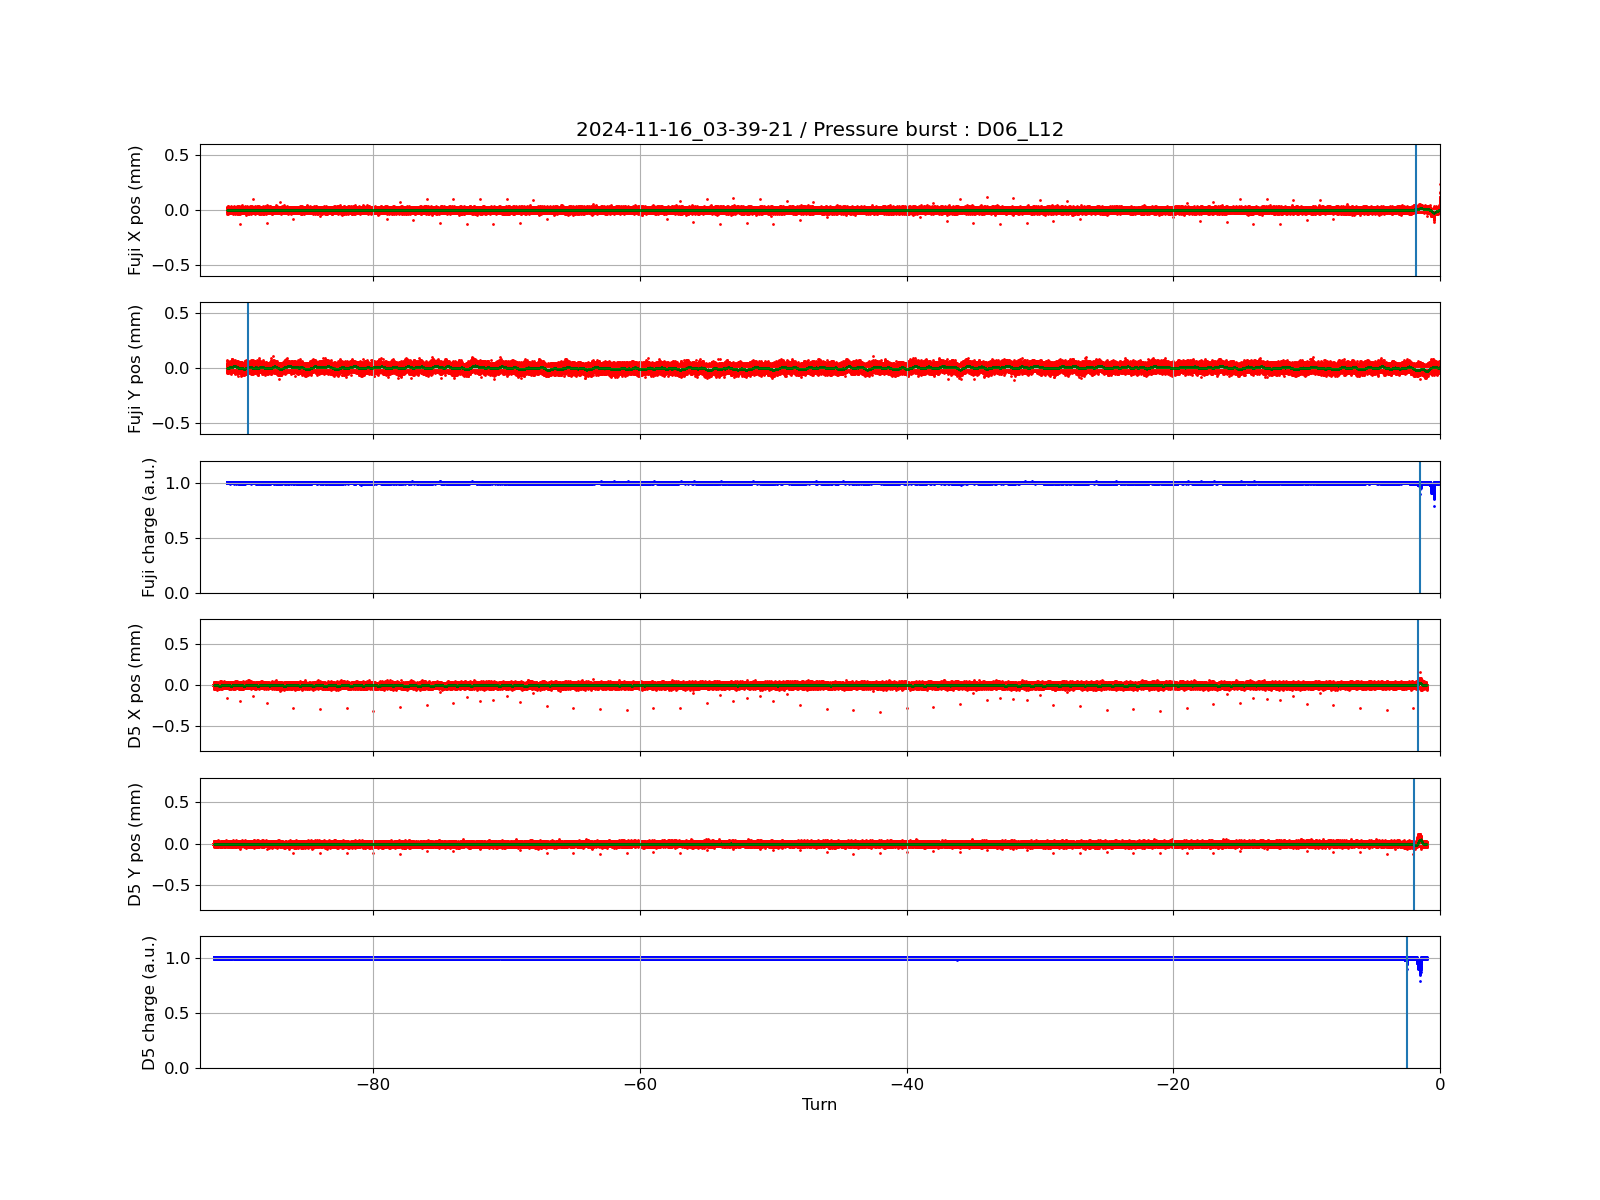 2024-11-16_03-39-21 / Pressure burst : D06_L12
Fuji X pos (mm)
0.5
0.0
−0.5
Fuji Y pos (mm)
0.5
0.0
−0.5
Fuji charge (a.u.)
1.0
0.5
0.0
D5 X pos (mm)
0.5
0.0
−0.5
D5 Y pos (mm)
0.5
0.0
−0.5
D5 charge (a.u.)
1.0
0.5
0.0
−80 −60 −40 −20 0
Turn